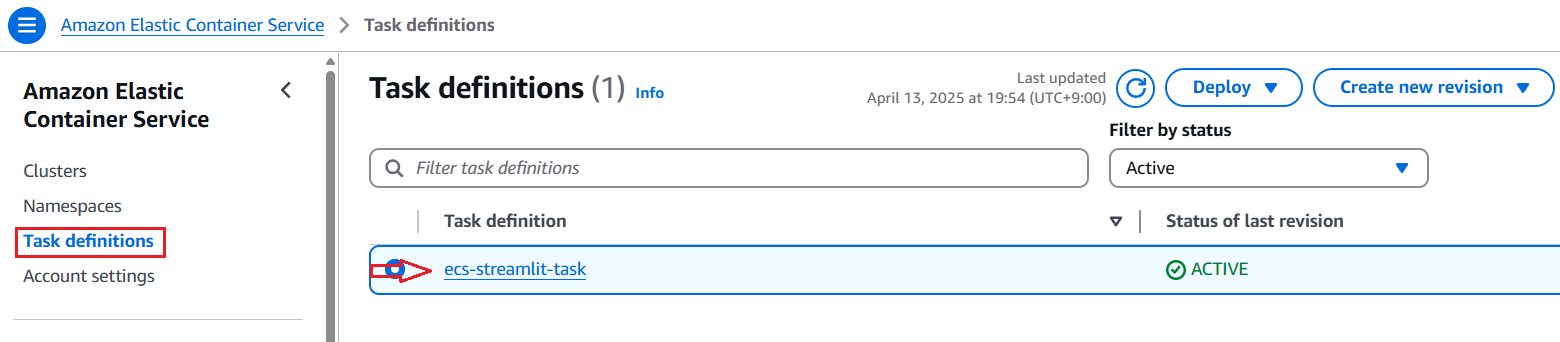 Amazon Elastic Container Service > Task definitions
Amazon Elastic
Container Service
Clusters
Namespaces
Task definitions
Account settings
Task definitions (1) Info
Last updated
April 13, 2025 at 19:54 (UTC+9:00)
Deploy
Create new revision
Filter by status
Filter task definitions
Active
Task definition
Status of last revision
ecs-streamlit-task
ACTIVE